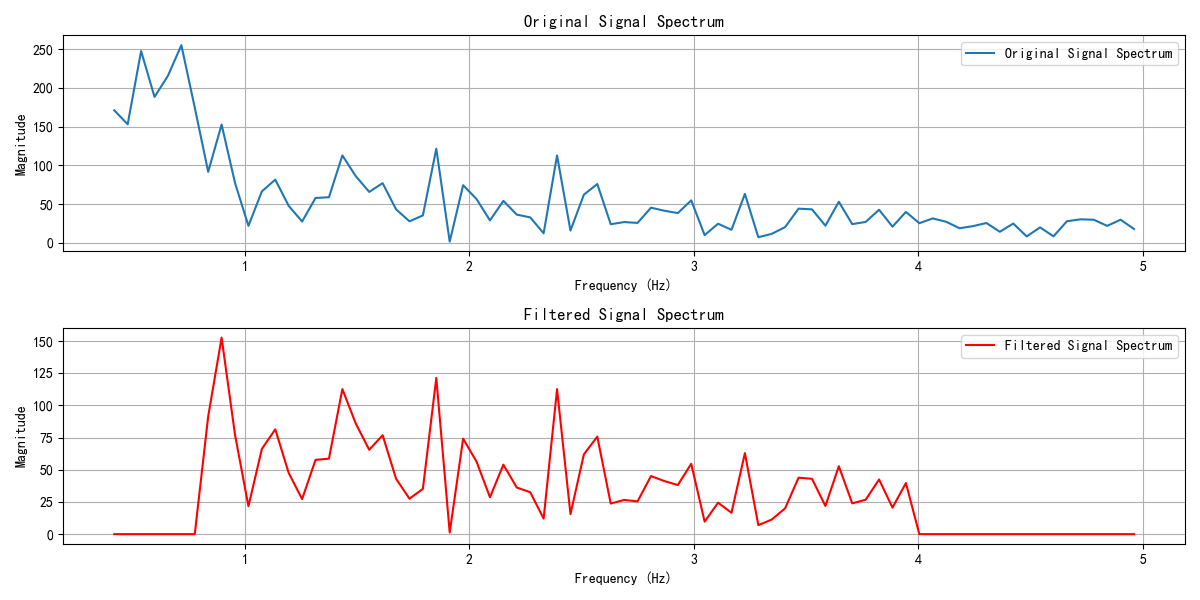 Original Signal Spectrum
Original Signal Spectrum
250
200
150
100
50
0
Magnitude
1
2
3
4
5
Frequency (Hz)
Filtered Signal Spectrum
Filtered Signal Spectrum
150
125
100
75
50
25
0
Magnitude
1
2
3
4
5
Frequency (Hz)